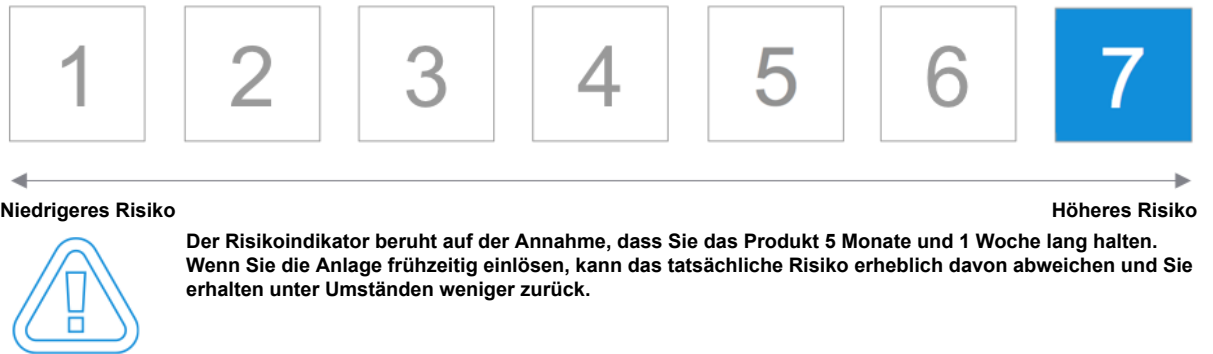 1 2 3 4 5 6 7
Niedrigeres Risiko Höheres Risiko
Der Risikoindikator beruht auf der Annahme, dass Sie das Produkt 5 Monate und 1 Woche lang halten.
Wenn Sie die Anlage frühzeitig einlösen, kann das tatsächliche Risiko erheblich davon abweichen und Sie
erhalten unter Umständen weniger zurück.